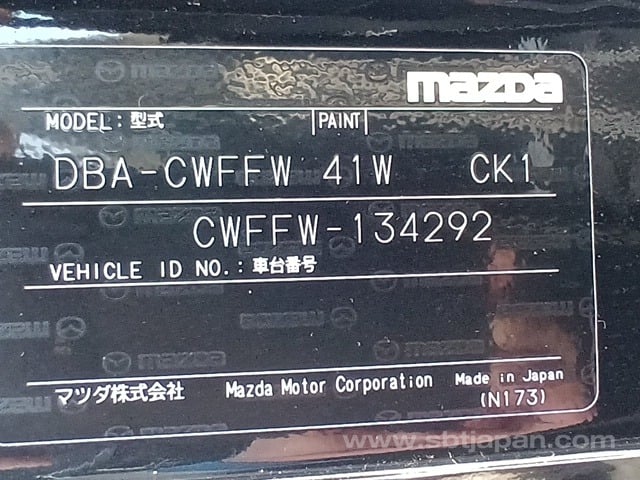 mazda
MODEL: 型式 PAINT
DBA-CWFFW 41W CK1
CWFFW-134292
VEHICLE ID NO.: 車台番号
マツダ株式会社 Mazda Motor Corporation Made in Japan
(N173)
www.sbtjapan.com